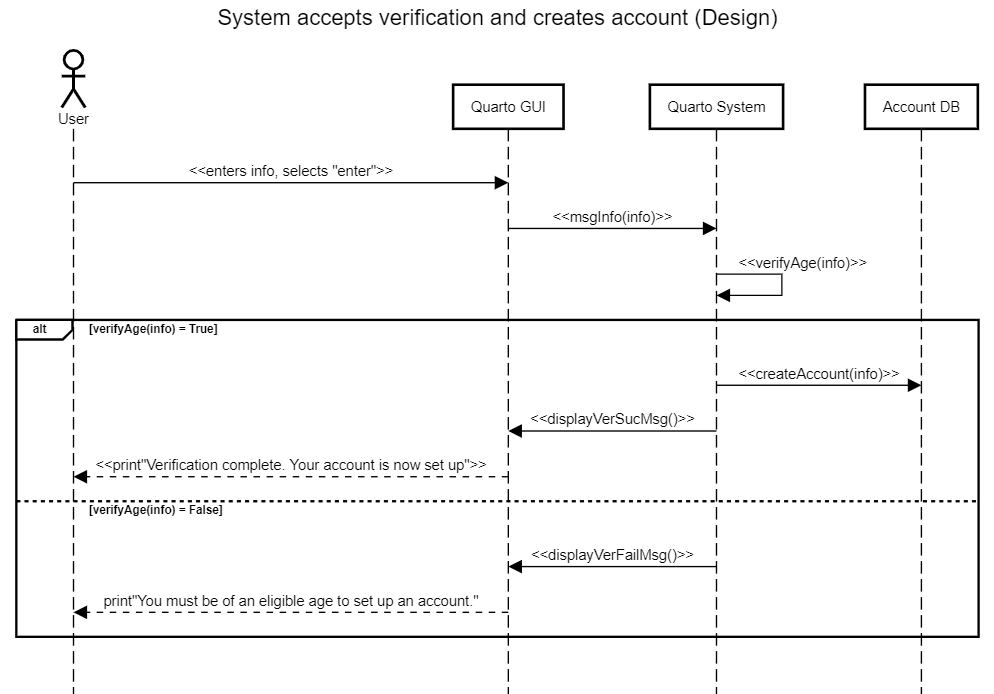 System accepts verification and creates account (Design)
User
Quarto GUI
Quarto System
Account DB
<<enters info, selects "enter">>
<<msgInfo(info)>>
<<verifyAge(info)>>
alt
[verifyAge(info) = True]
<<createAccount(info)>>
<<displayVerSucMsg()>>
<<print"Verification complete. Your account is now set up">>
[verifyAge(info) = False]
<<displayVerFailMsg()>>
print"You must be of an eligible age to set up an account."